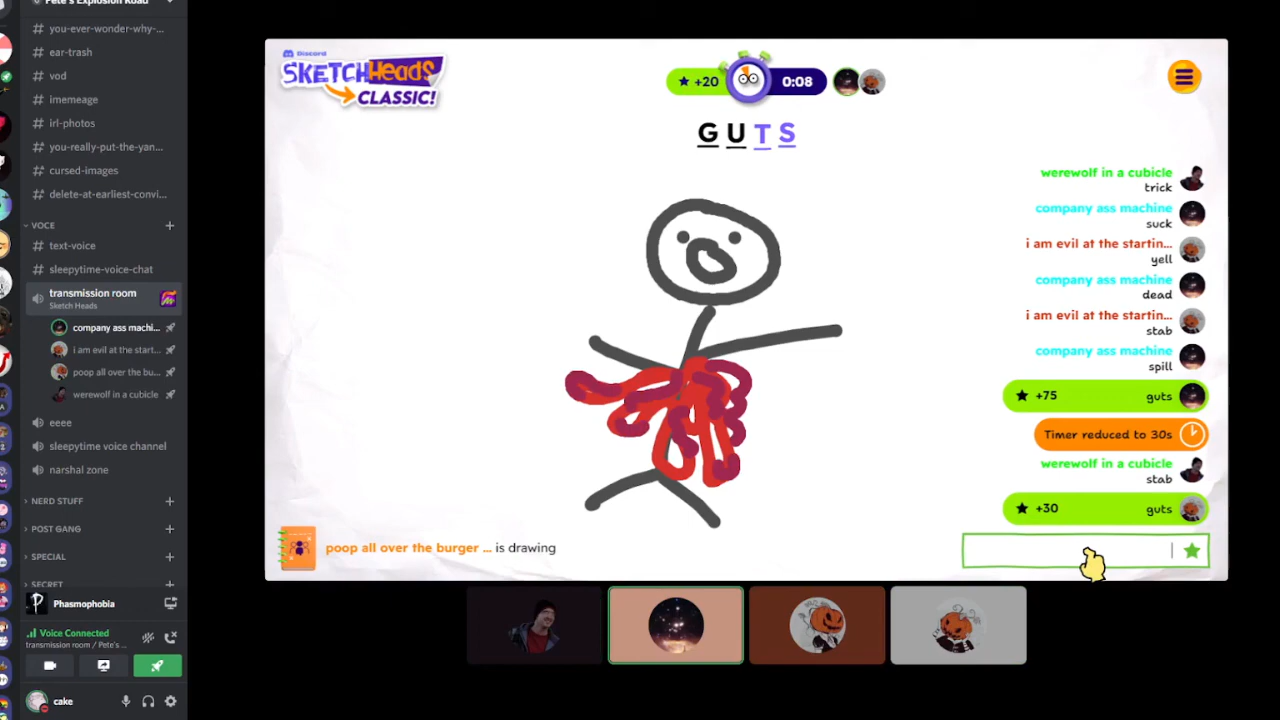 Pete's Explosion Road
# you-ever-wonder-why-...
# ear-trash
# vod
# imemeage
# irl-photos
# you-really-put-the-yan...
# cursed-images
# delete-at-earliest-convi...
VOICE +
# text-voice
# sleepytime-voice-chat
transmission room
Sketch Heads
company ass machi...
i am evil at the start...
poop all over the bu...
werewolf in a cubicle
eeee
sleepytime voice channel
narshal zone
NERD STUFF +
POST GANG +
SPECIAL +
SECRET +
Phasmophobia
Voice Connected
transmission room / Pete's ...
cake
Discord
SKETCHHeads
CLASSIC!
+20
0:08
GUTS
werewolf in a cubicle
trick
company ass machine
suck
i am evil at the startin...
yell
company ass machine
dead
i am evil at the startin...
stab
company ass machine
spill
+75 guts
Timer reduced to 30s
werewolf in a cubicle
stab
+30 guts
poop all over the burger ... is drawing